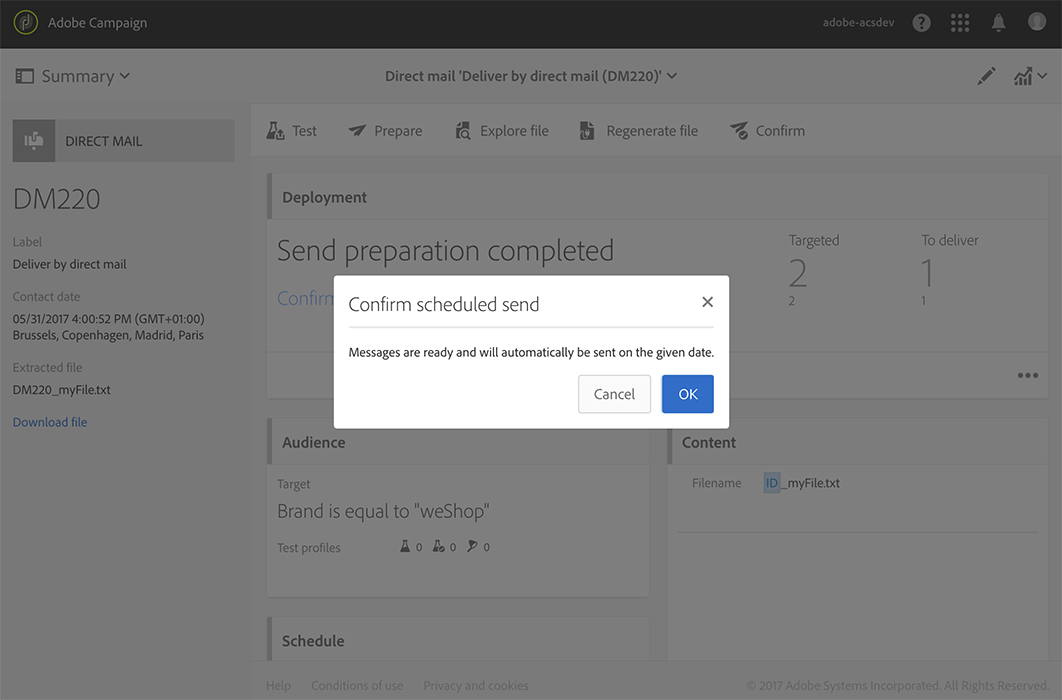 Adobe Campaign
adobe-acsdev
Summary
Direct mail 'Deliver by direct mail (DM220)'
DIRECT MAIL
Test
Prepare
Explore file
Regenerate file
Confirm
DM220
Label
Deliver by direct mail
Contact date
05/31/2017 4:00:52 PM (GMT+01:00)
Brussels, Copenhagen, Madrid, Paris
Extracted file
DM220_myFile.txt
Download file
Deployment
Send preparation completed
Confirm
Targeted
2
2
To deliver
1
1
Confirm scheduled send
Messages are ready and will automatically be sent on the given date.
Cancel
OK
Audience
Target
Brand is equal to "weShop"
Test profiles
0
0
0
Content
Filename
ID_myFile.txt
Schedule
Help
Conditions of use
Privacy and cookies
© 2017 Adobe Systems Incorporated. All Rights Reserved.